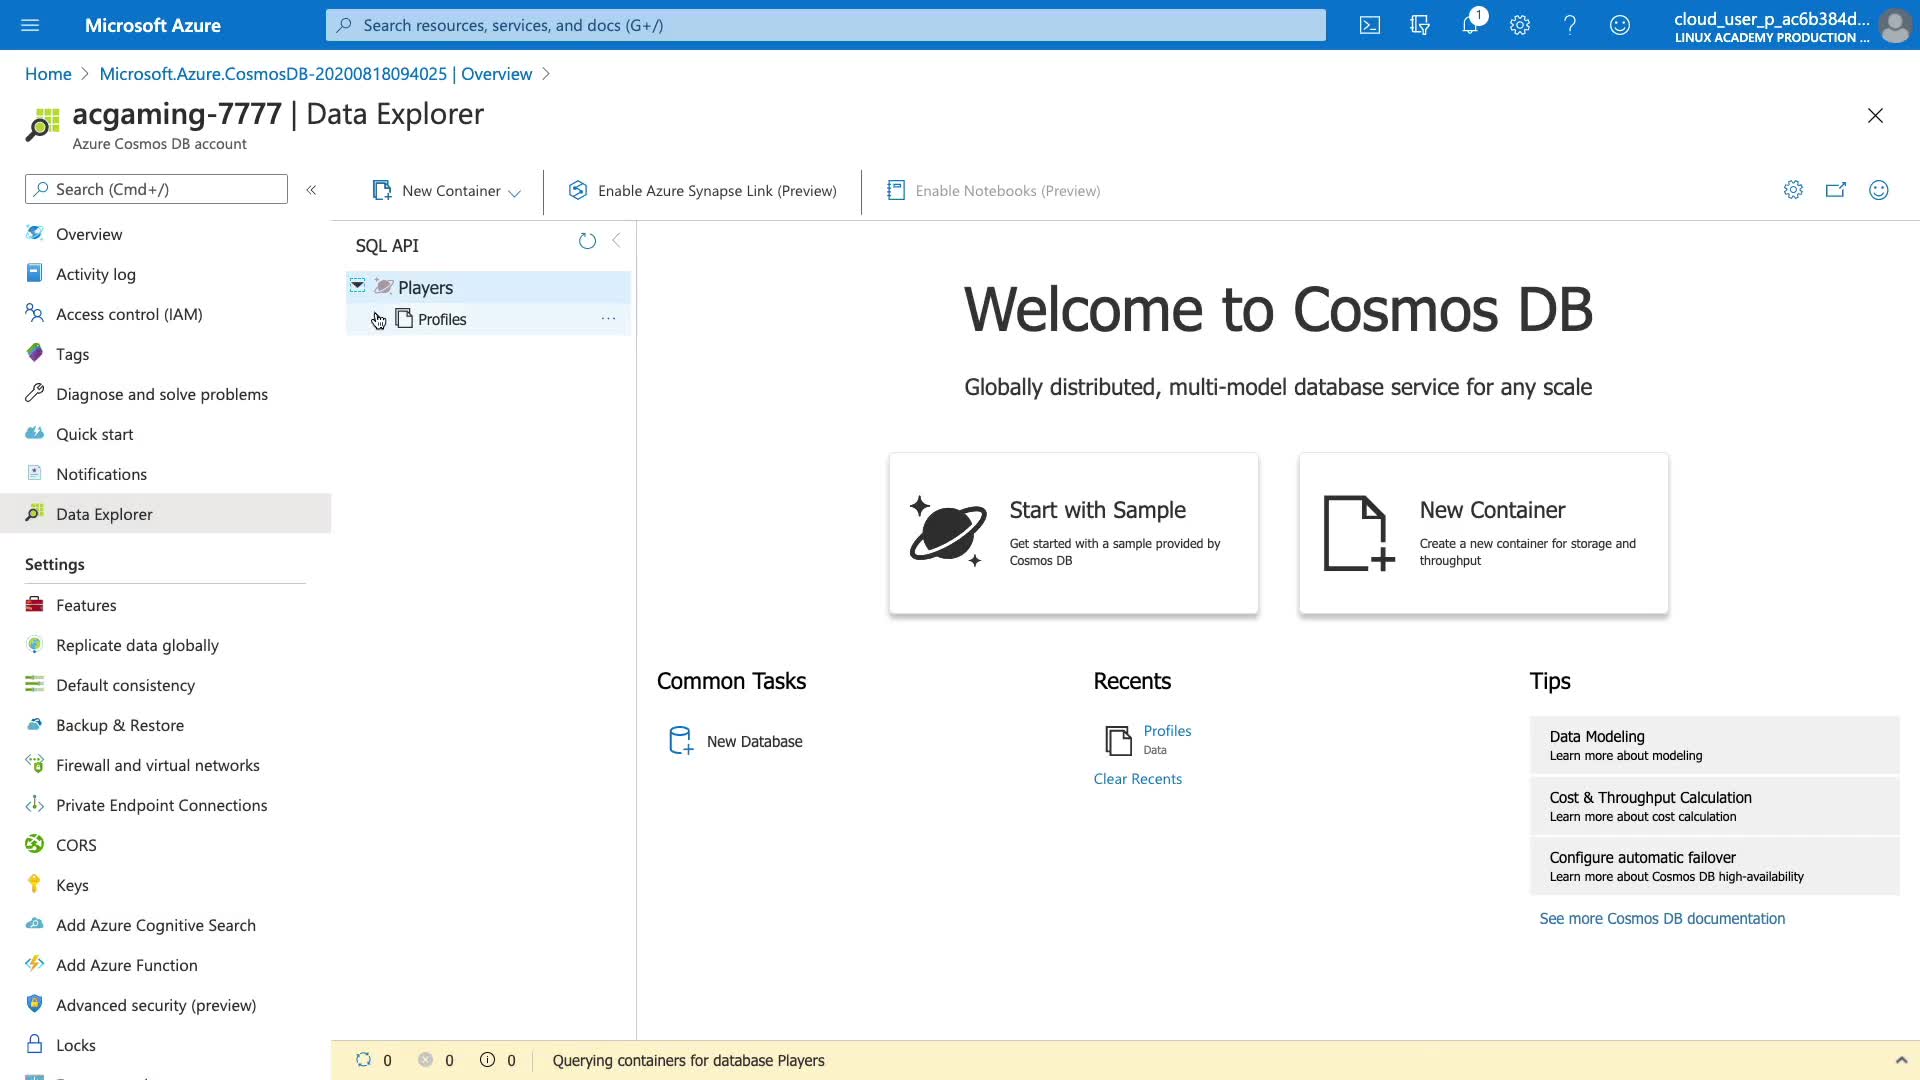 Microsoft Azure
Search resources, services, and docs (G+/)
1
cloud_user_p_ac6b384d...
LINUX ACADEMY PRODUCTION ...
Home > Microsoft.Azure.CosmosDB-20200818094025 | Overview >
acgaming-7777 | Data Explorer
Azure Cosmos DB account
Search (Cmd+/)
«
New Container
Enable Azure Synapse Link (Preview)
Enable Notebooks (Preview)
Overview
Activity log
Access control (IAM)
Tags
Diagnose and solve problems
Quick start
Notifications
Data Explorer
Settings
Features
Replicate data globally
Default consistency
Backup & Restore
Firewall and virtual networks
Private Endpoint Connections
CORS
Keys
Add Azure Cognitive Search
Add Azure Function
Advanced security (preview)
Locks
SQL API
Players
Profiles
...
Welcome to Cosmos DB
Globally distributed, multi-model database service for any scale
Start with Sample
Get started with a sample provided by
Cosmos DB
New Container
Create a new container for storage and
throughput
Common Tasks
New Database
Recents
Profiles
Data
Clear Recents
Tips
Data Modeling
Learn more about modeling
Cost & Throughput Calculation
Learn more about cost calculation
Configure automatic failover
Learn more about Cosmos DB high-availability
See more Cosmos DB documentation
0 0 0 Querying containers for database Players